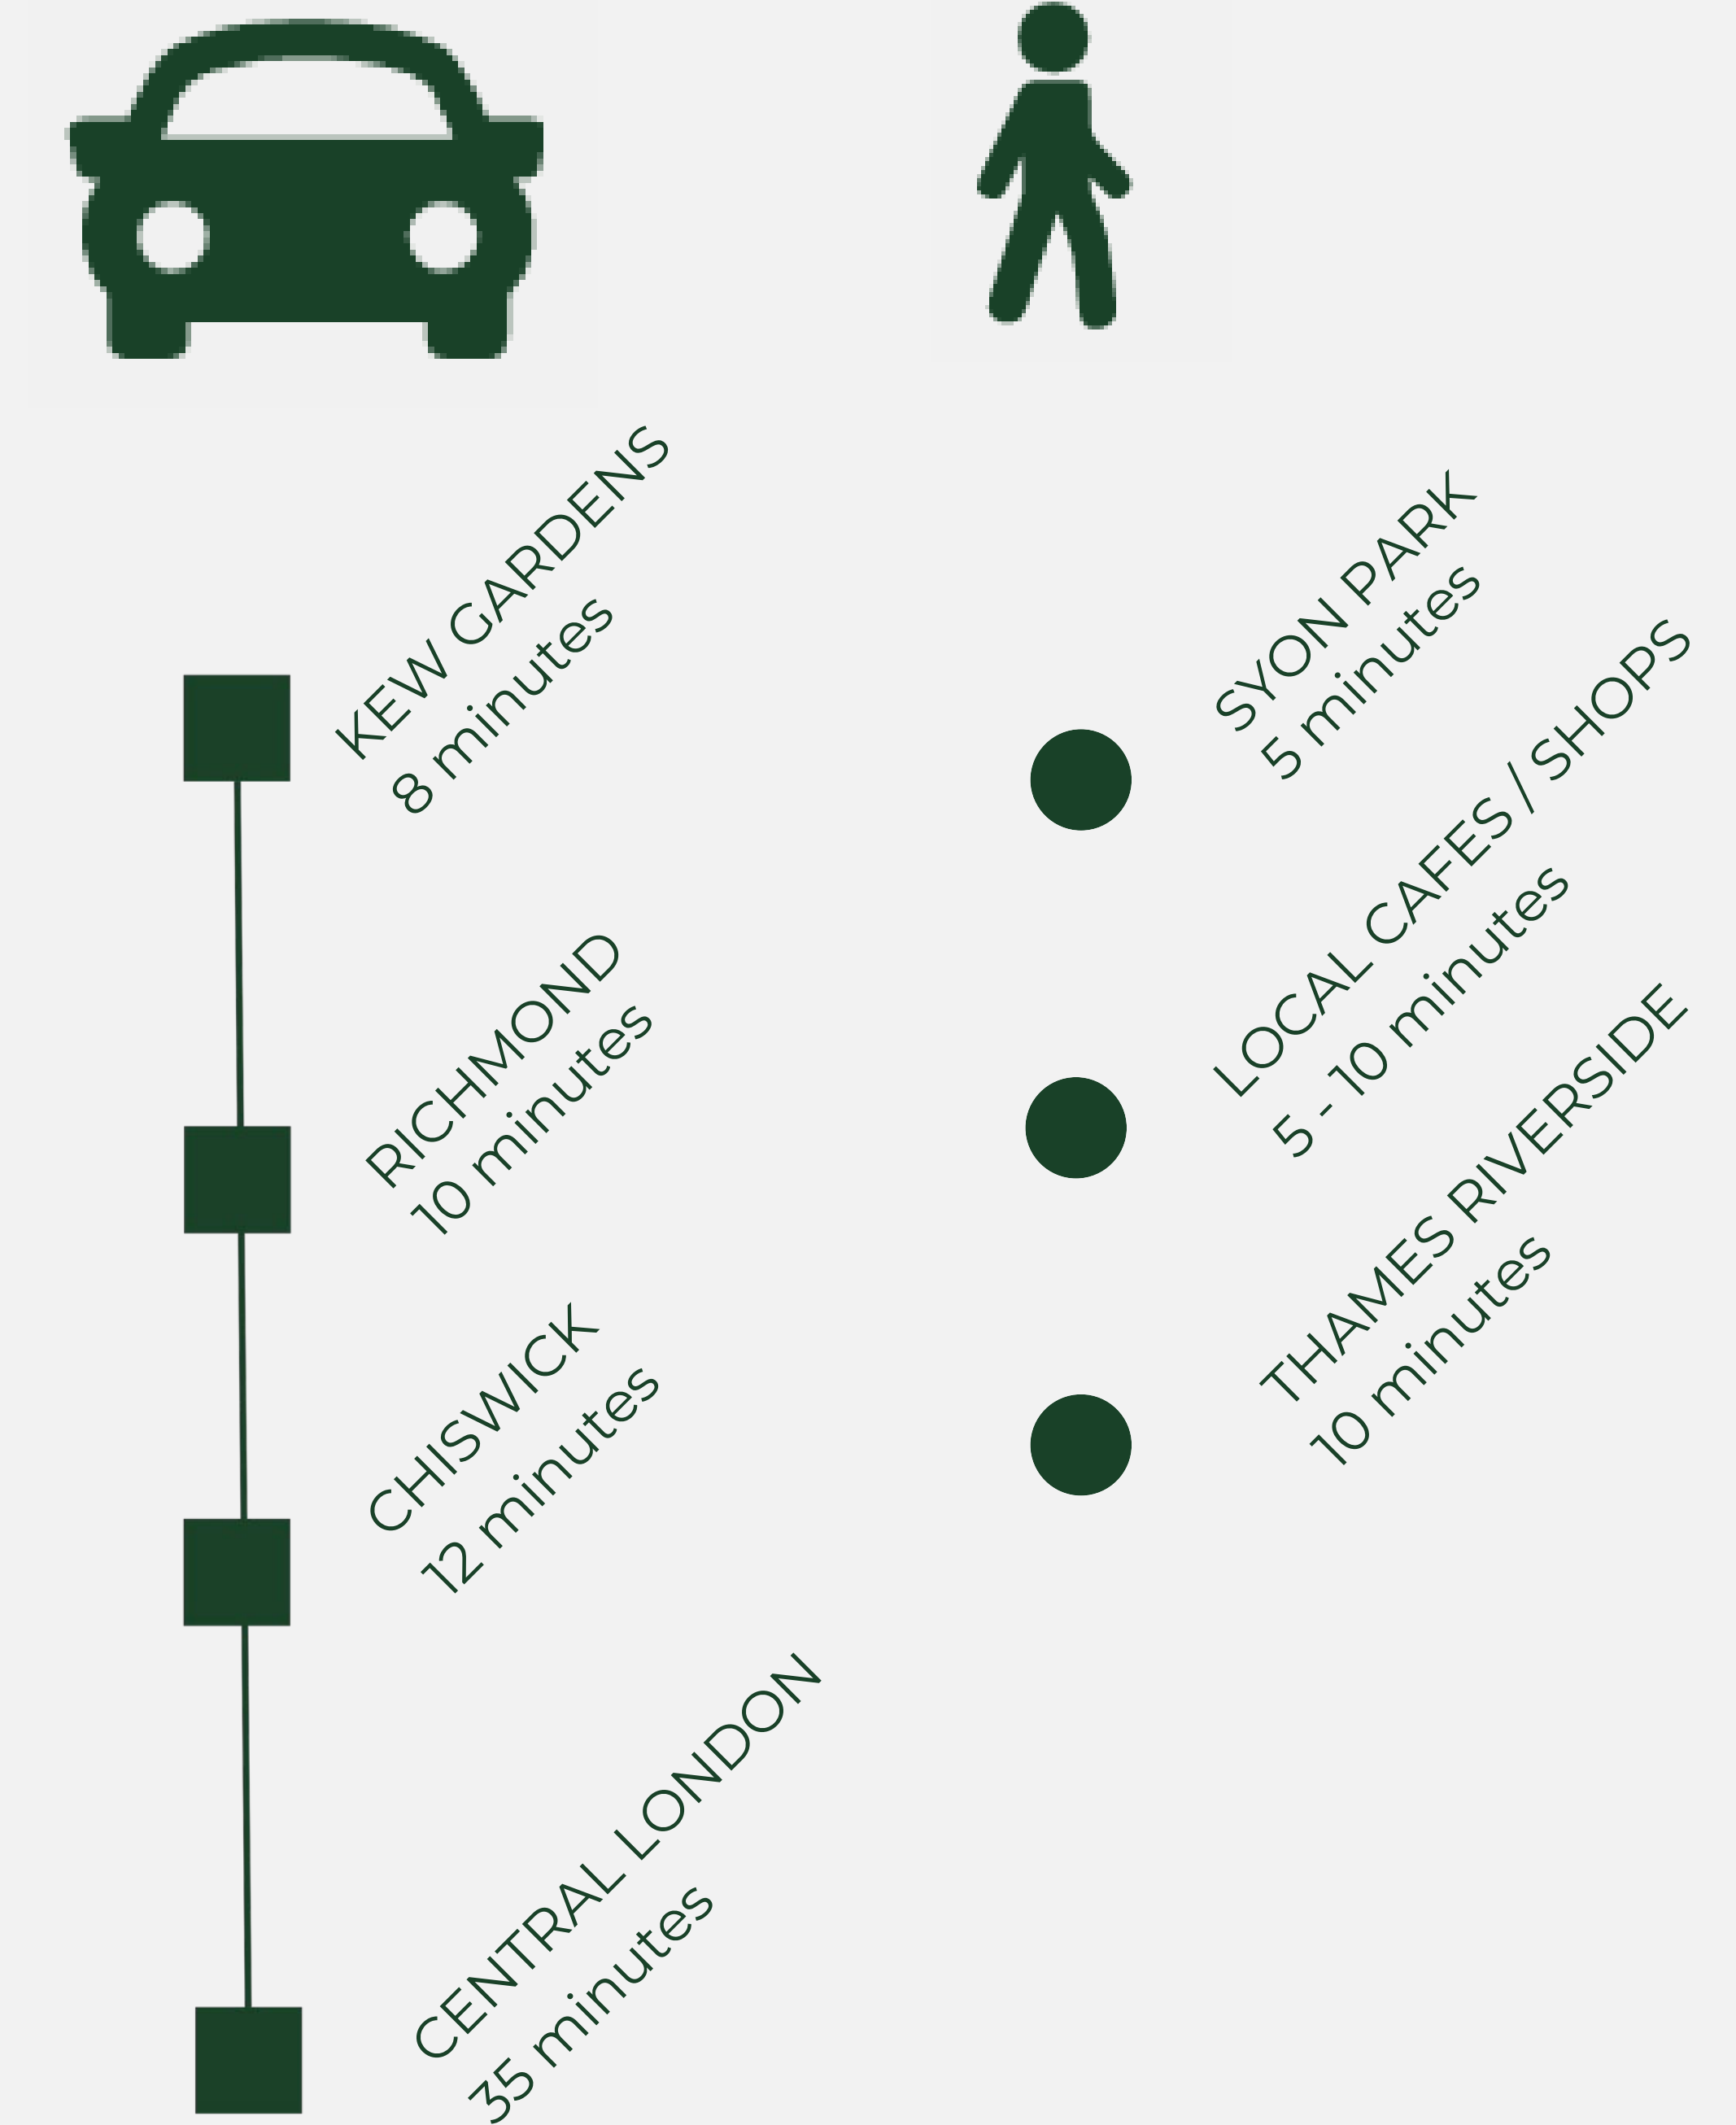 KEW GARDENS
8 minutes
RICHMOND
10 minutes
CHISWICK
12 minutes
CENTRAL LONDON
35 minutes
SYON PARK
5 minutes
LOCAL CAFES / SHOPS
5 - 10 minutes
THAMES RIVERSIDE
10 minutes